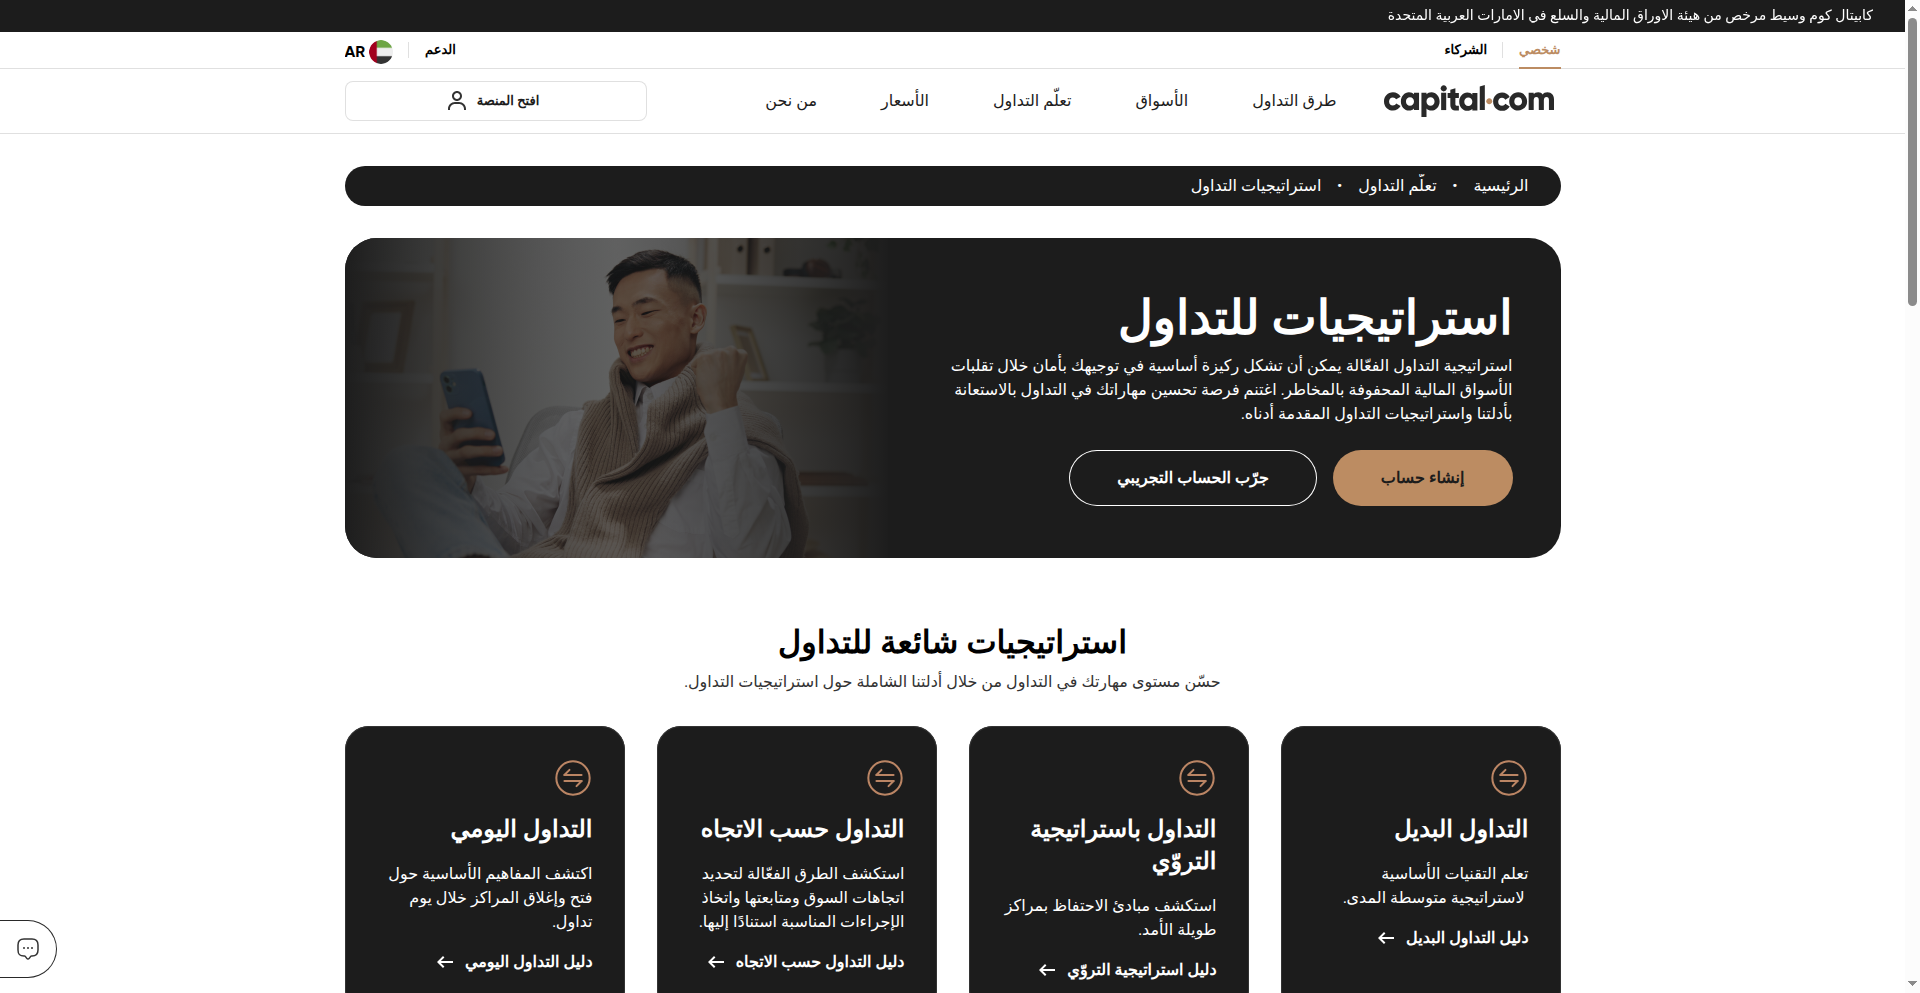 كابيتال كوم وسيط مرخص من هيئة الاوراق المالية والسلع في الامارات العربية المتحدة
شخصي
الشركاء
الدعم
AR
capital.com
طرق التداول
الأسواق
تعلّم التداول
الأسعار
من نحن
افتح المنصة
الرئيسية • تعلّم التداول • استراتيجيات التداول
استراتيجيات للتداول
استراتيجية التداول الفعّالة يمكن أن تشكل ركيزة أساسية في توجيهك بأمان خلال تقلبات
الأسواق المالية المحفوفة بالمخاطر. اغتنم فرصة تحسين مهاراتك في التداول بالاستعانة
بأدلتنا واستراتيجيات التداول المقدمة أدناه.
إنشاء حساب
جرّب الحساب التجريبي
استراتيجيات شائعة للتداول
حسّن مستوى مهارتك في التداول من خلال أدلتنا الشاملة حول استراتيجيات التداول.
التداول البديل
تعلم التقنيات الأساسية
لاستراتيجية متوسطة المدى.
دليل التداول البديل
التداول باستراتيجية
التروّي
استكشف مبادئ الاحتفاظ بمراكز
طويلة الأمد.
دليل استراتيجية التروّي
التداول حسب الاتجاه
استكشف الطرق الفعّالة لتحديد
اتجاهات السوق ومتابعتها واتخاذ
الإجراءات المناسبة استنادًا إليها.
دليل التداول حسب الاتجاه
التداول اليومي
اكتشف المفاهيم الأساسية حول
فتح وإغلاق المراكز خلال يوم
تداول.
دليل التداول اليومي